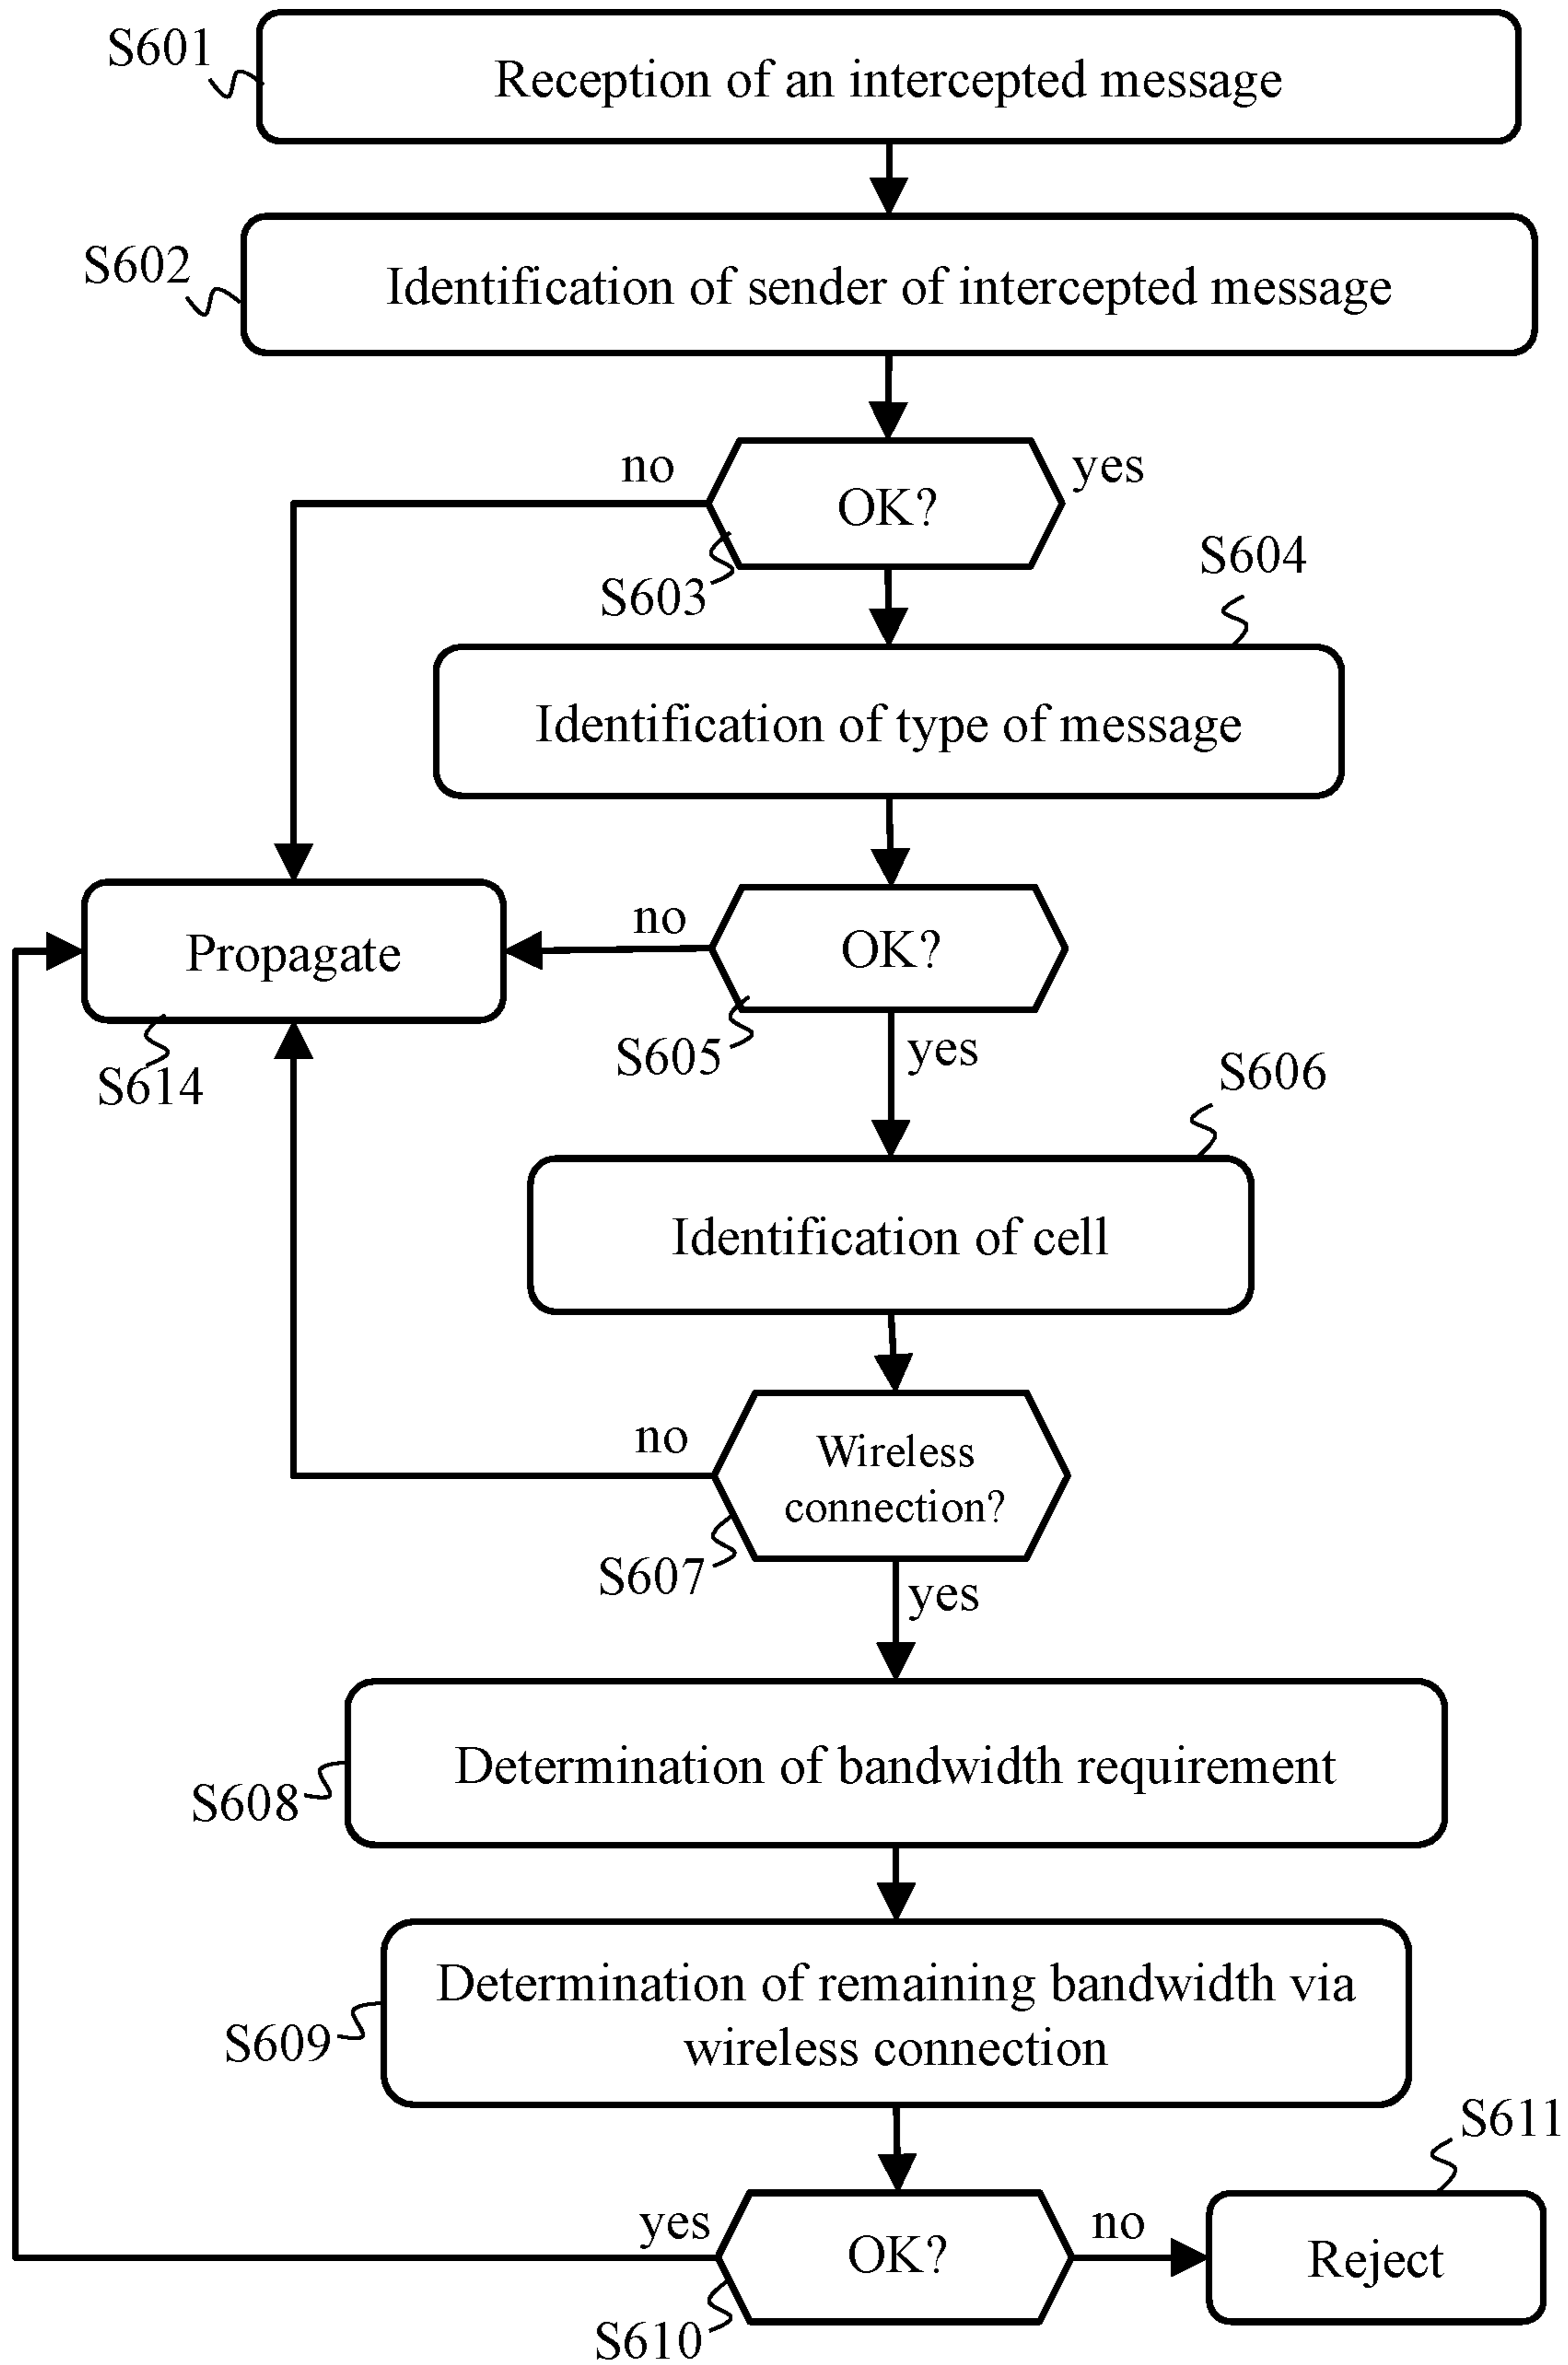 S601
Reception of an intercepted message
S602
Identification of sender of intercepted message
no
yes
OK?
S603
S604
Identification of type of message
no
OK?
Propagate
S605
yes
S614
S606
Identification of cell
no
Wireless
connection?
S607
yes
Determination of bandwidth requirement
S608
Determination of remaining bandwidth via
wireless connection
S609
S611
yes
OK?
no
Reject
S610